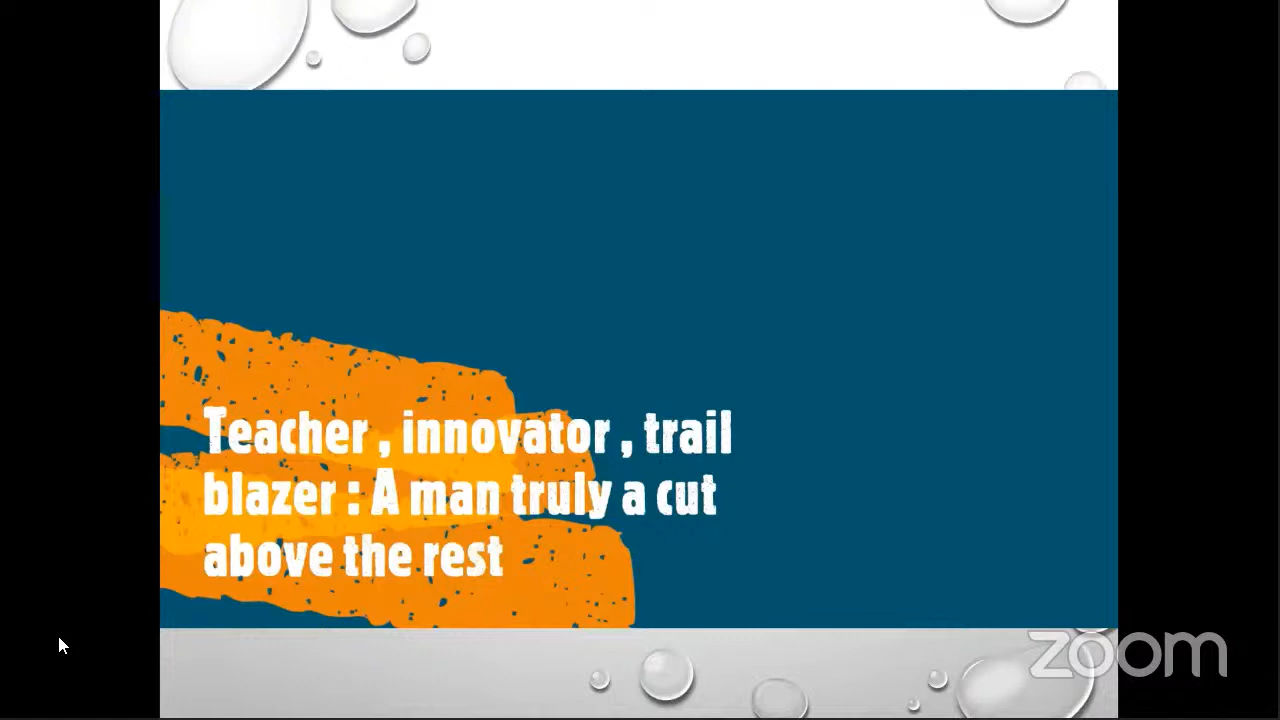 Teacher , innovator , trail
blazer : A man truly a cut
above the rest
zoom